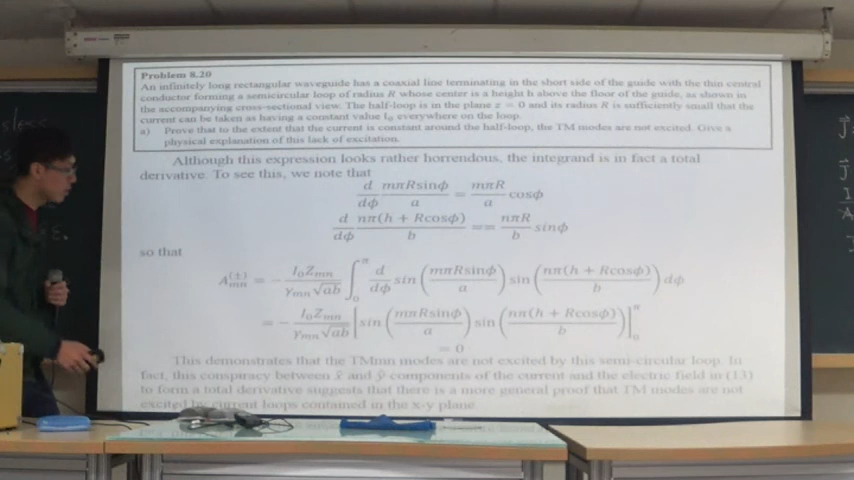 Problem 8.20
An infinitely long rectangular waveguide has a coaxial line terminating in the short side of the guide with the thin central
conductor forming a semicircular loop of radius R whose center is a height h above the floor of the guide, as shown in
the accompanying cross-sectional view. The half-loop is in the plane z = 0 and its radius R is sufficiently small that the
current can be taken as having a constant value I₀ everywhere on the loop.
a) Prove that to the extent that the current is constant around the half-loop, the TM modes are not excited. Give a
physical explanation of this lack of excitation.
Although this expression looks rather horrendous, the integrand is in fact a total
derivative. To see this, we note that
d/dϕ mπRsinϕ/a = mπR/a cosϕ
d/dϕ nπ(h + Rcosϕ)/b == nπR/b sinϕ
so that
A_mn^(±) = − I₀Z_mn/(γ_mn √ab) ∫₀^π d/dϕ sin (mπRsinϕ/a) sin (nπ(h + Rcosϕ)/b) dϕ
= − I₀Z_mn/(γ_mn √ab) [sin (mπRsinϕ/a) sin (nπ(h + Rcosϕ)/b)]|₀^π
= 0
This demonstrates that the TMmn modes are not excited by this semi-circular loop. In
fact, this conspiracy between x̂ and ŷ components of the current and the electric field in (13)
to form a total derivative suggests that there is a more general proof that TM modes are not
excited by current loops contained in the x-y plane